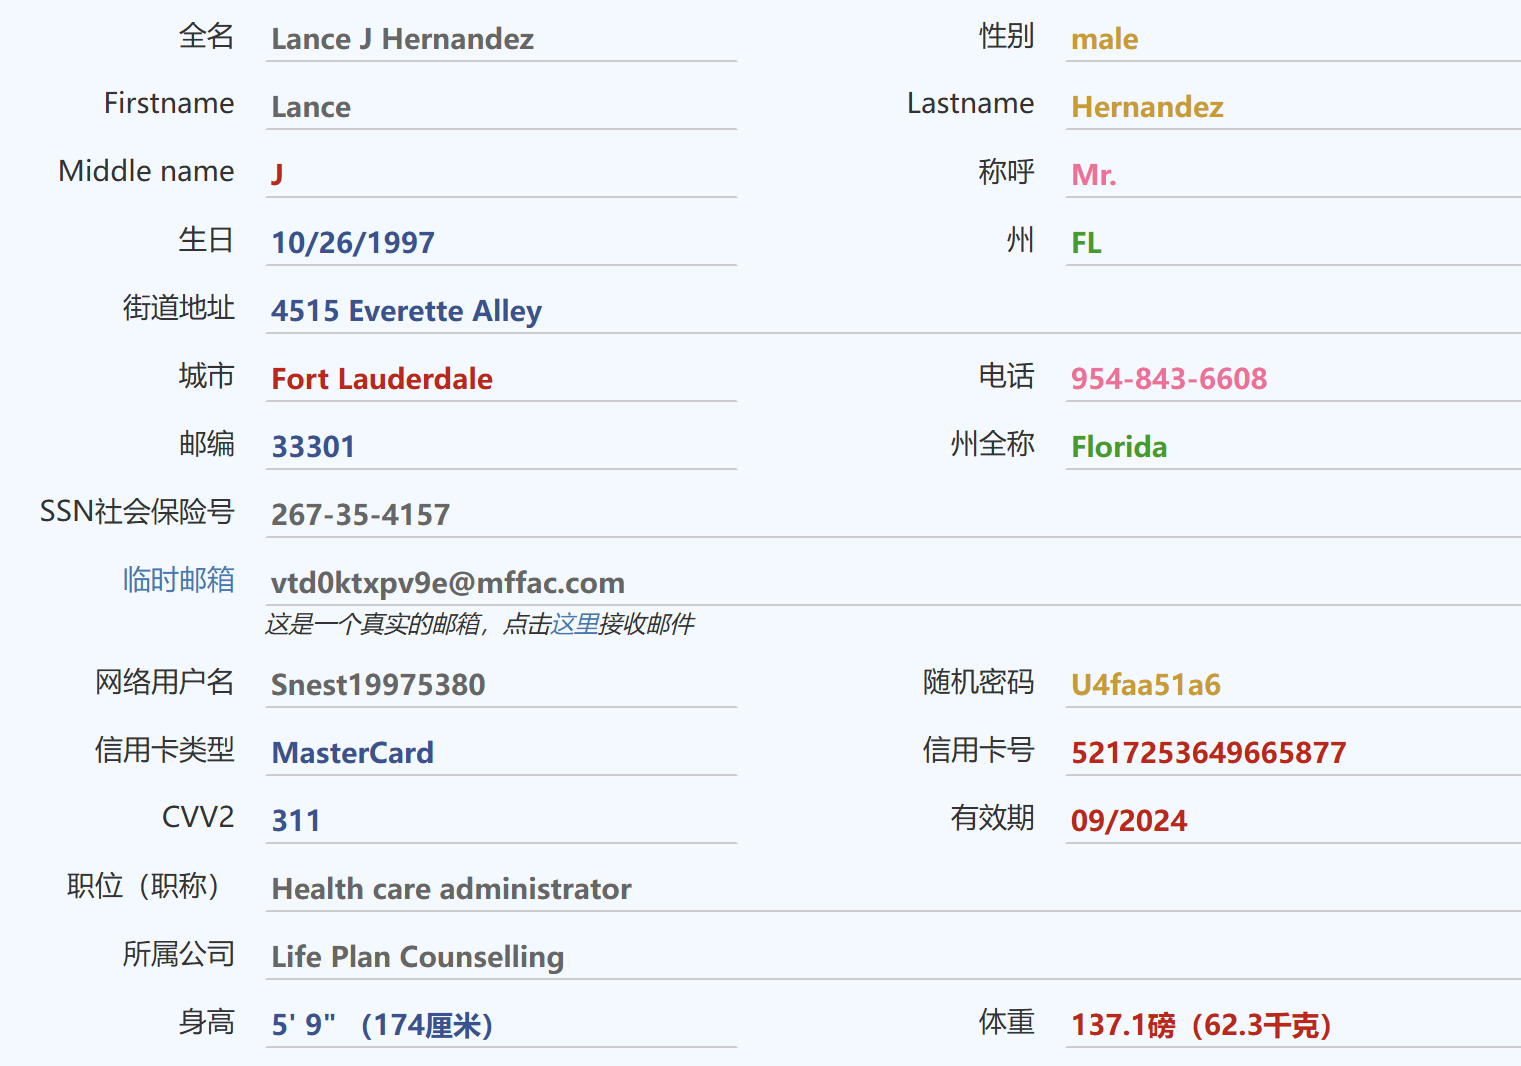 全名 Lance J Hernandez 性别 male
Firstname Lance Lastname Hernandez
Middle name J 称呼 Mr.
生日 10/26/1997 州 FL
街道地址 4515 Everette Alley
城市 Fort Lauderdale 电话 954-843-6608
邮编 33301 州全称 Florida
SSN社会保险号 267-35-4157
临时邮箱 vtd0ktxpv9e@mffac.com
这是一个真实的邮箱，点击这里接收邮件
网络用户名 Snest19975380 随机密码 U4faa51a6
信用卡类型 MasterCard 信用卡号 5217253649665877
CVV2 311 有效期 09/2024
职位（职称） Health care administrator
所属公司 Life Plan Counselling
身高 5' 9" （174厘米） 体重 137.1磅（62.3千克）